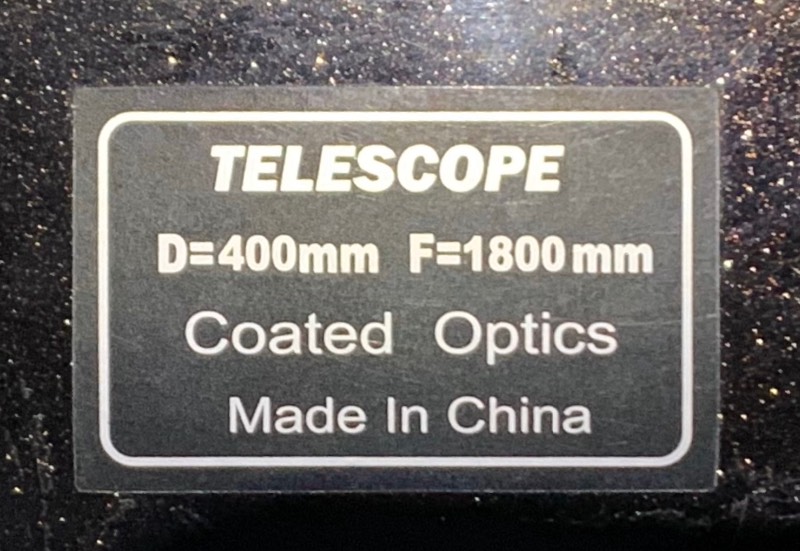 TELESCOPE
D=400mm F=1800mm
Coated Optics
Made In China